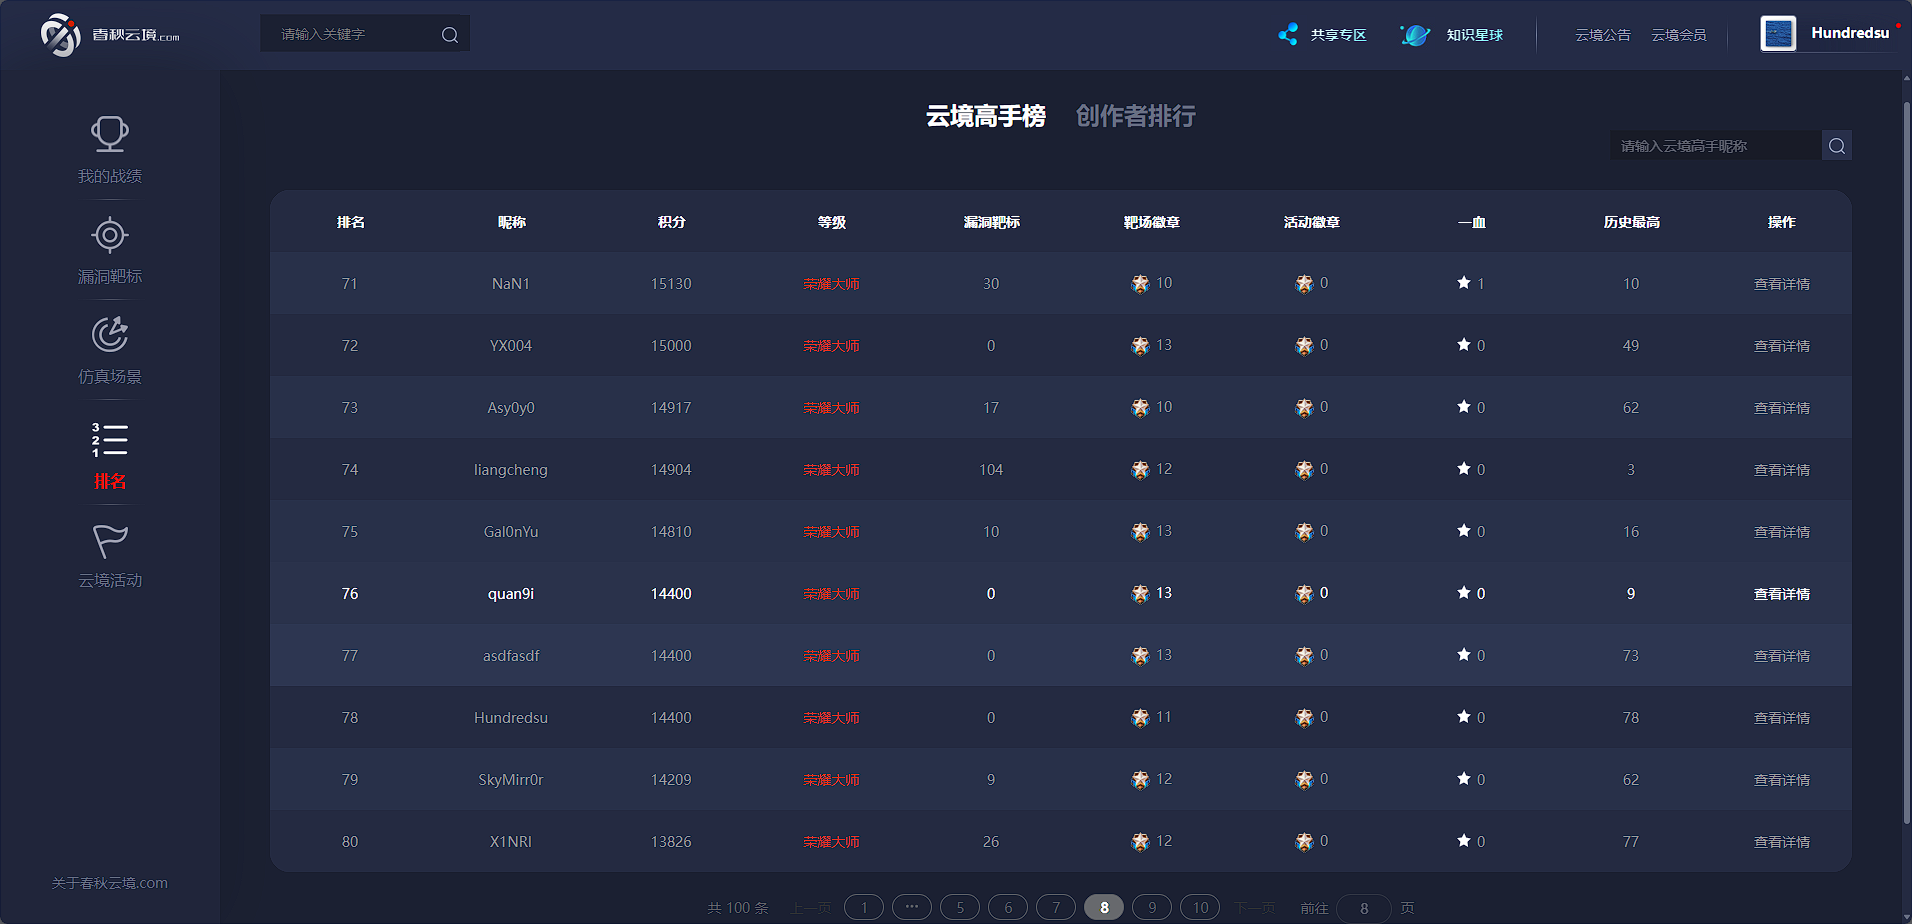 春秋云境.com
请输入关键字
共享专区
知识星球
云境公告
云境会员
Hundredsu
我的战绩
漏洞靶标
仿真场景
3
2
1
排名
云境活动
关于春秋云境.com
云境高手榜 创作者排行
请输入云境高手昵称
排名 昵称 积分 等级 漏洞靶标 靶场徽章 活动徽章 一血 历史最高 操作
71 NaN1 15130 荣耀大师 30 10 0 1 10 查看详情
72 YX004 15000 荣耀大师 0 13 0 0 49 查看详情
73 Asy0y0 14917 荣耀大师 17 10 0 0 62 查看详情
74 liangcheng 14904 荣耀大师 104 12 0 0 3 查看详情
75 Gal0nYu 14810 荣耀大师 10 13 0 0 16 查看详情
76 quan9i 14400 荣耀大师 0 13 0 0 9 查看详情
77 asdfasdf 14400 荣耀大师 0 13 0 0 73 查看详情
78 Hundredsu 14400 荣耀大师 0 11 0 0 78 查看详情
79 SkyMirr0r 14209 荣耀大师 9 12 0 0 62 查看详情
80 X1NRI 13826 荣耀大师 26 12 0 0 77 查看详情
共 100 条 上一页 1 ··· 5 6 7 8 9 10 下一页 前往 8 页